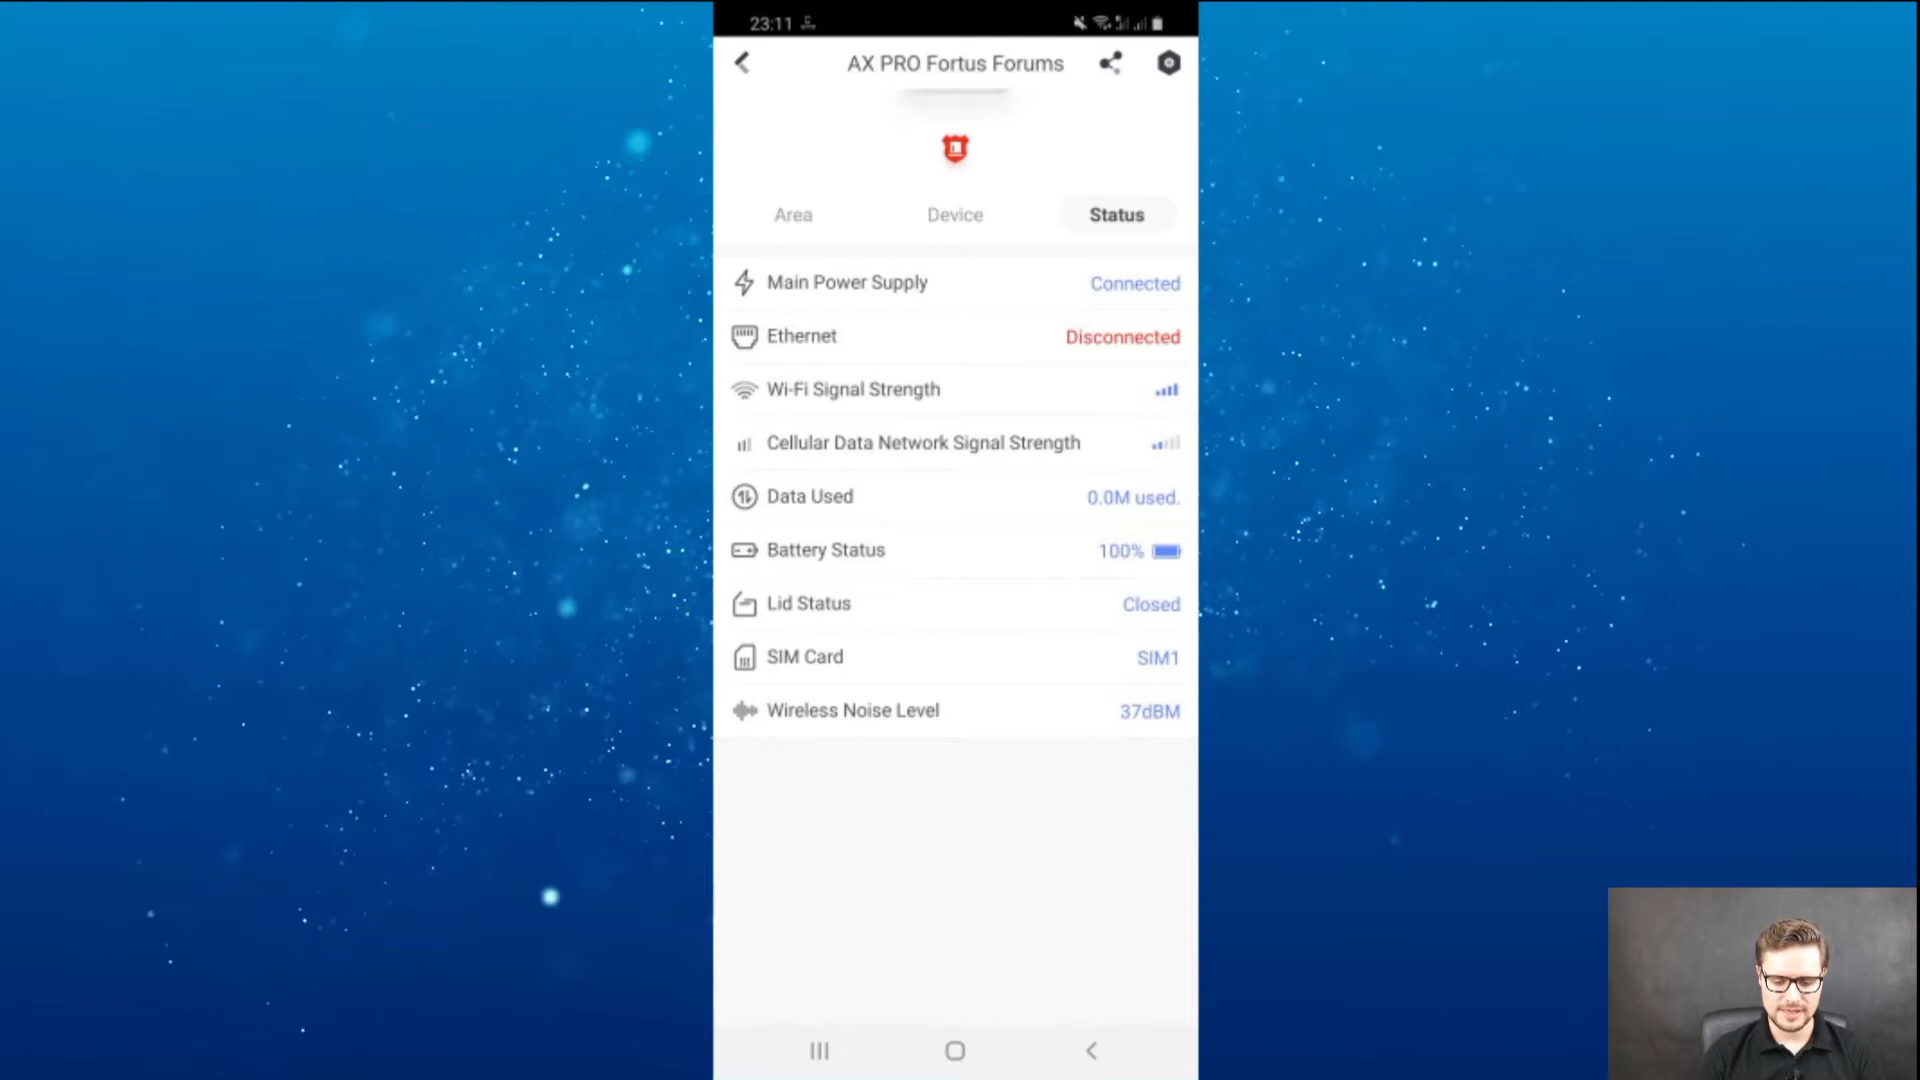 23:11
AX PRO Fortus Forums
Area Device Status
Main Power Supply Connected
Ethernet Disconnected
Wi-Fi Signal Strength
Cellular Data Network Signal Strength
Data Used 0.0M used.
Battery Status 100%
Lid Status Closed
SIM Card SIM1
Wireless Noise Level 37dBM